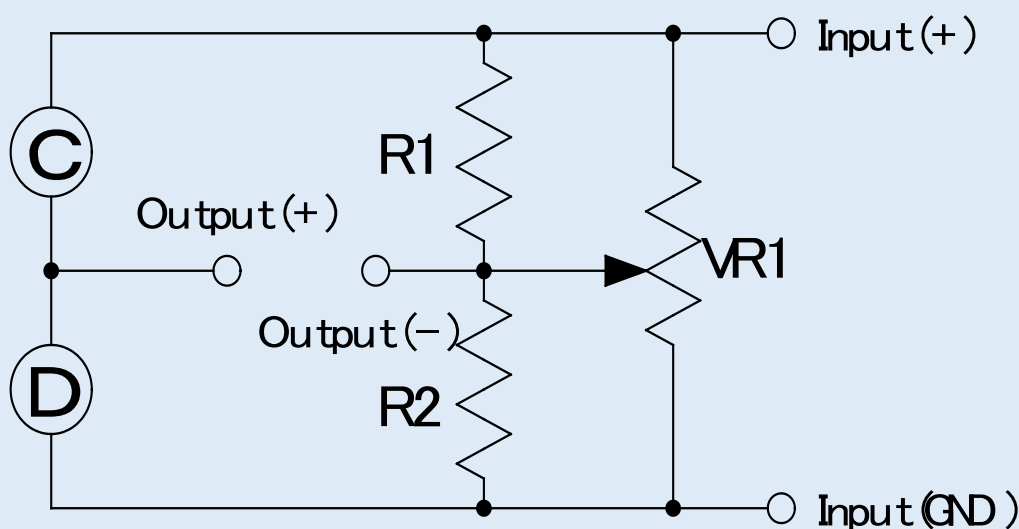 Input(+)
C
R1
Output(+)
VR1
Output(−)
D
R2
Input(GND)